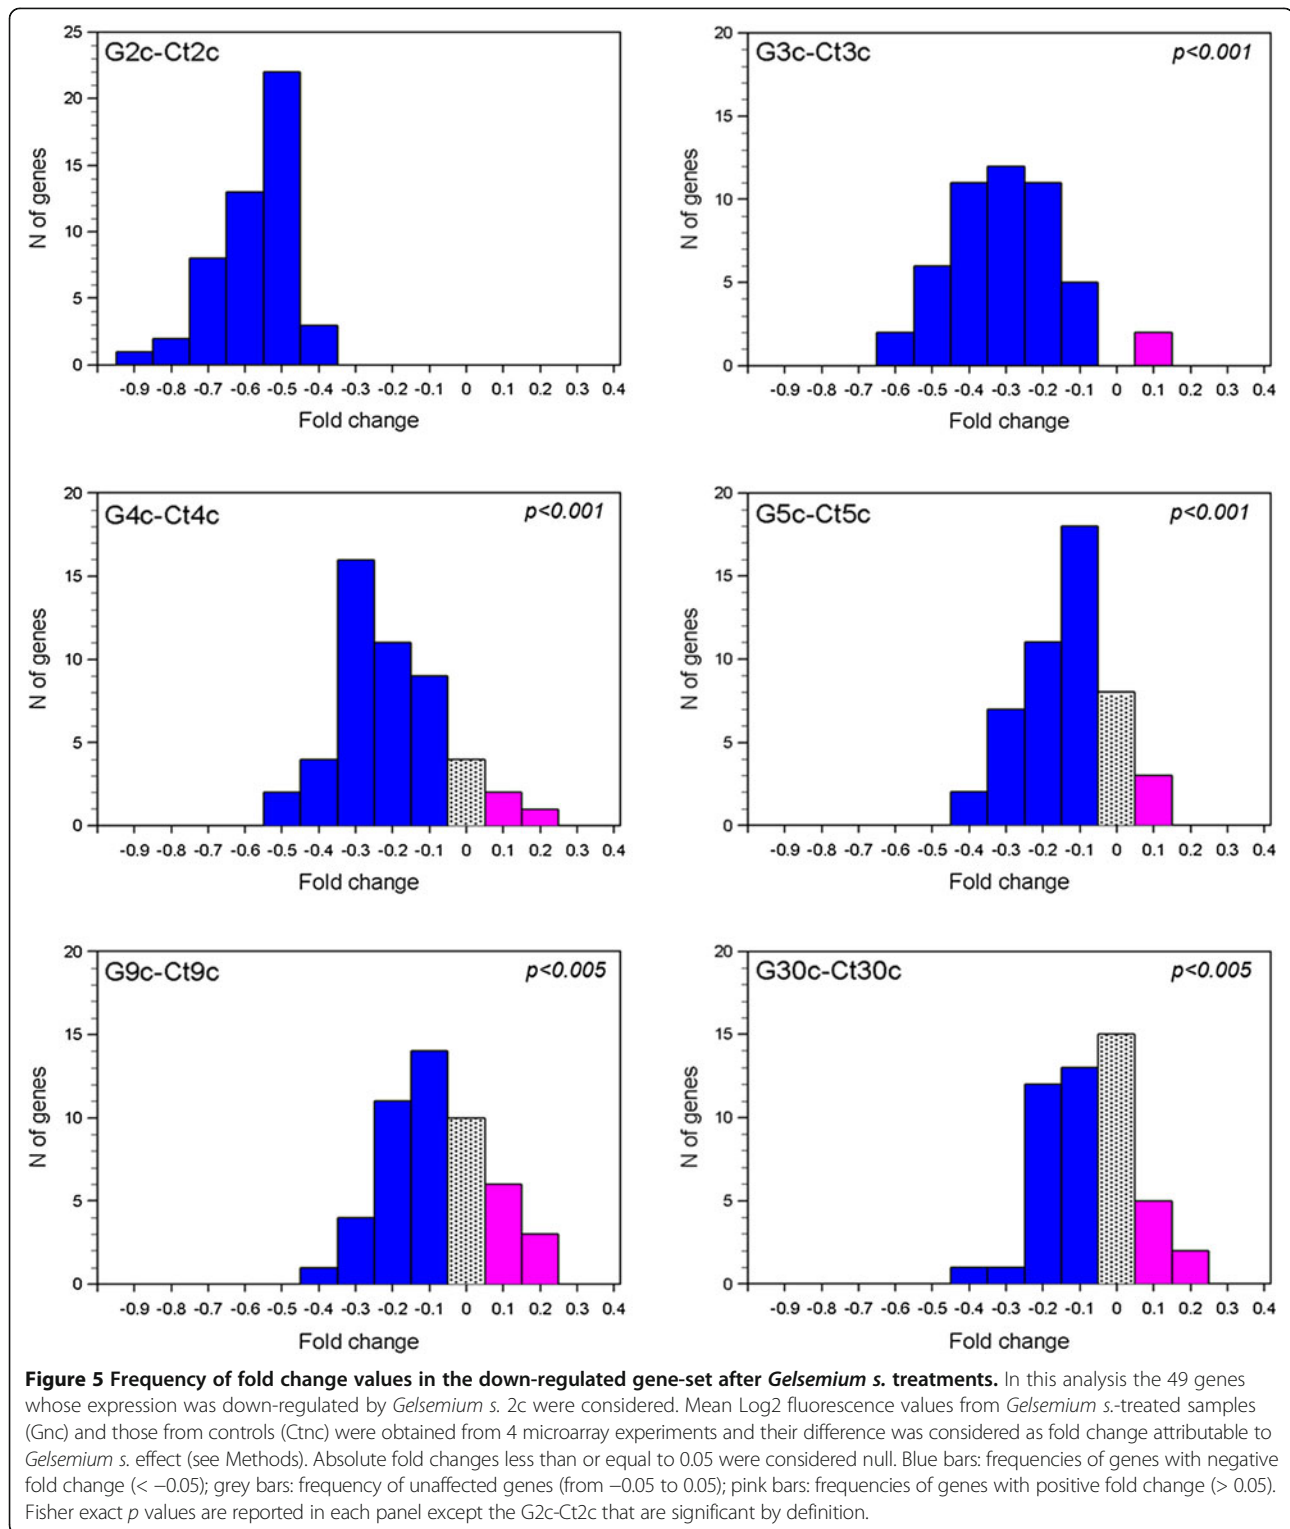 G2c-Ct2c
25
20
15
10
5
0
N of genes
-0.9 -0.8 -0.7 -0.6 -0.5 -0.4 -0.3 -0.2 -0.1 0 0.1 0.2 0.3 0.4
Fold change
G3c-Ct3c
p<0.001
20
15
10
5
0
N of genes
-0.9 -0.8 -0.7 -0.6 -0.5 -0.4 -0.3 -0.2 -0.1 0 0.1 0.2 0.3 0.4
Fold change
G4c-Ct4c
p<0.001
20
15
10
5
0
N of genes
-0.9 -0.8 -0.7 -0.6 -0.5 -0.4 -0.3 -0.2 -0.1 0 0.1 0.2 0.3 0.4
Fold change
G5c-Ct5c
p<0.001
20
15
10
5
0
N of genes
-0.9 -0.8 -0.7 -0.6 -0.5 -0.4 -0.3 -0.2 -0.1 0 0.1 0.2 0.3 0.4
Fold change
G9c-Ct9c
p<0.005
20
15
10
5
0
N of genes
-0.9 -0.8 -0.7 -0.6 -0.5 -0.4 -0.3 -0.2 -0.1 0 0.1 0.2 0.3 0.4
Fold change
G30c-Ct30c
p<0.005
20
15
10
5
0
N of genes
-0.9 -0.8 -0.7 -0.6 -0.5 -0.4 -0.3 -0.2 -0.1 0 0.1 0.2 0.3 0.4
Fold change
Figure 5 Frequency of fold change values in the down-regulated gene-set after Gelsemium s. treatments. In this analysis the 49 genes
whose expression was down-regulated by Gelsemium s. 2c were considered. Mean Log2 fluorescence values from Gelsemium s.-treated samples
(Gnc) and those from controls (Ctnc) were obtained from 4 microarray experiments and their difference was considered as fold change attributable to
Gelsemium s. effect (see Methods). Absolute fold changes less than or equal to 0.05 were considered null. Blue bars: frequencies of genes with negative
fold change (< −0.05); grey bars: frequency of unaffected genes (from −0.05 to 0.05); pink bars: frequencies of genes with positive fold change (> 0.05).
Fisher exact p values are reported in each panel except the G2c-Ct2c that are significant by definition.